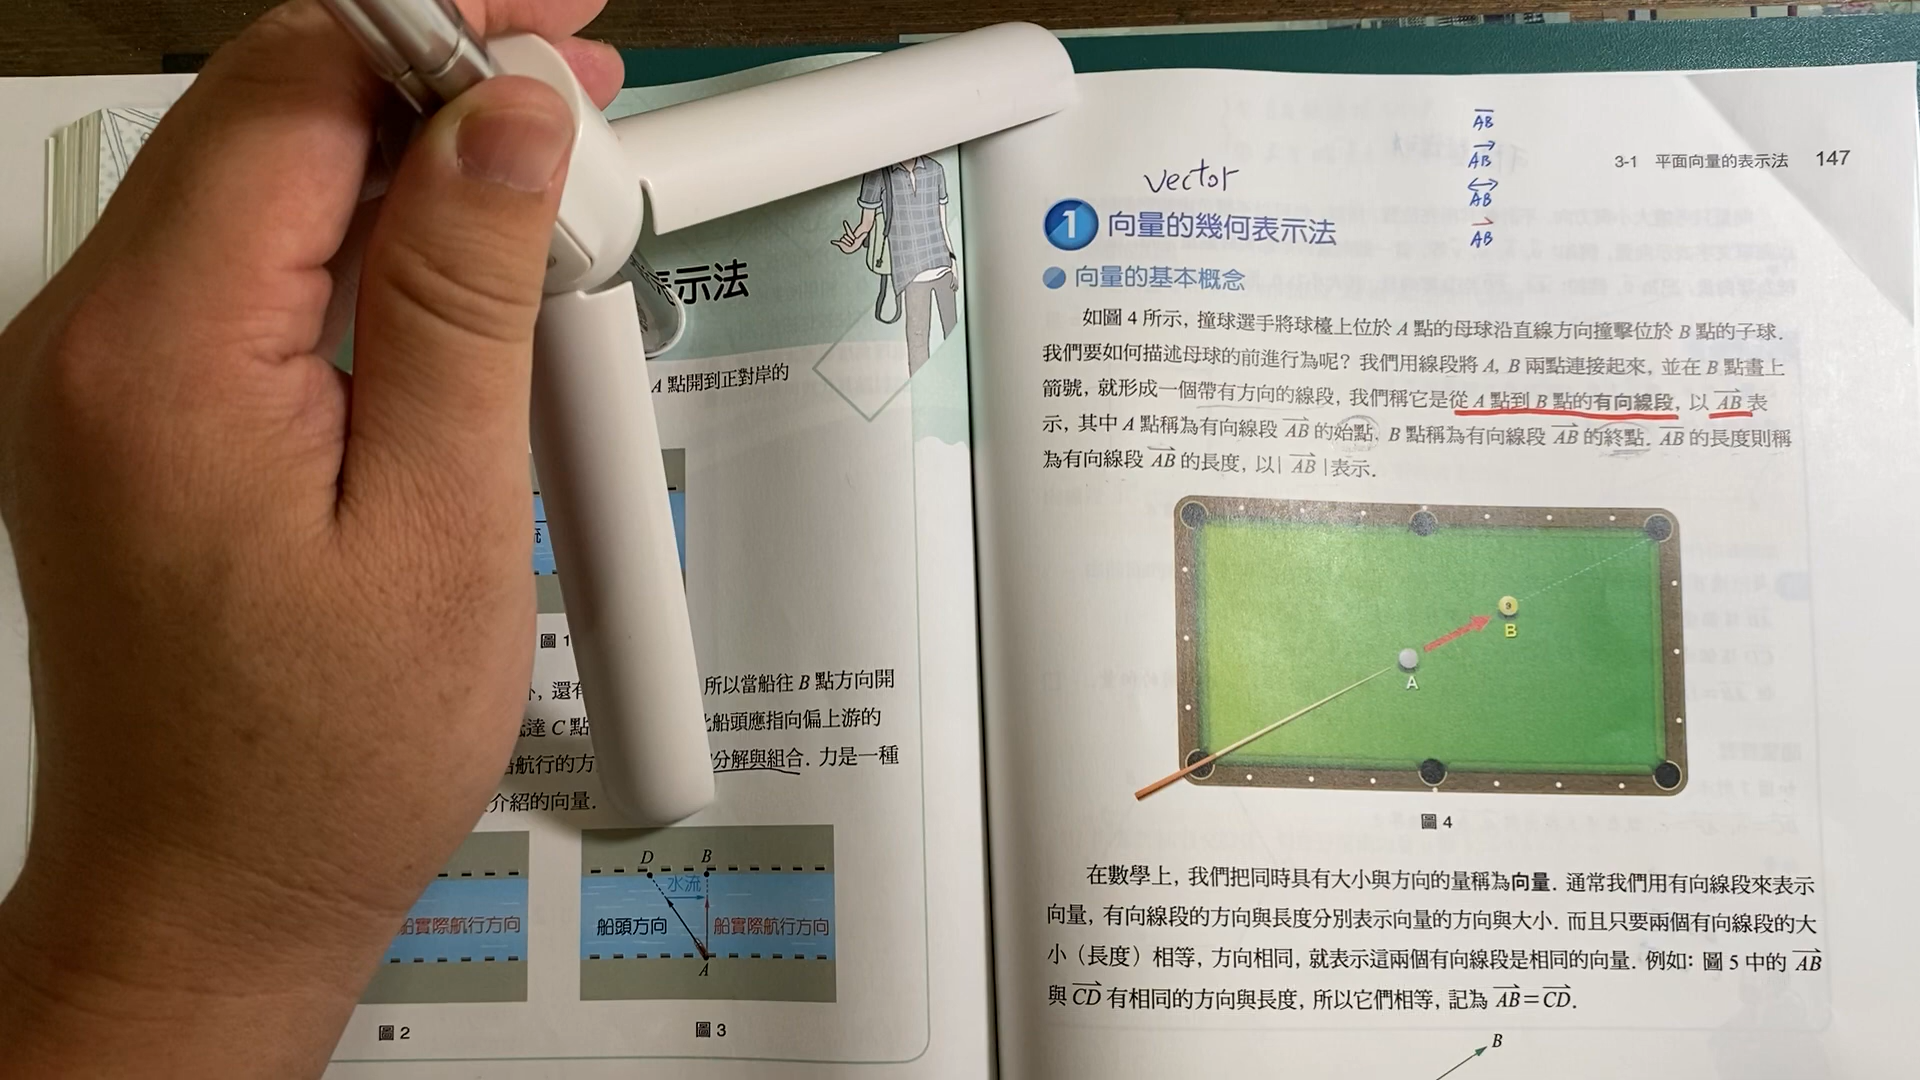 表示法
A 點開到正對岸的
圖 1
所以當船往 B 點方向開
達 C 點
船頭應指向偏上游的
航行的方
分解與組合. 力是一種
介紹的向量.
船實際航行方向
圖 2
D
B
水流
船頭方向
船實際航行方向
A
圖 3
3-1 平面向量的表示法 147
AB
AB
AB
AB
vector
1 向量的幾何表示法
向量的基本概念
如圖 4 所示, 撞球選手將球檯上位於 A 點的母球沿直線方向撞擊位於 B 點的子球.
我們要如何描述母球的前進行為呢? 我們用線段將 A, B 兩點連接起來, 並在 B 點畫上
箭號, 就形成一個帶有方向的線段, 我們稱它是從 A 點到 B 點的有向線段, 以 AB 表
示, 其中 A 點稱為有向線段 AB 的始點, B 點稱為有向線段 AB 的終點. AB 的長度則稱
為有向線段 AB 的長度, 以| AB |表示.
9
B
A
圖 4
在數學上, 我們把同時具有大小與方向的量稱為向量. 通常我們用有向線段來表示
向量, 有向線段的方向與長度分別表示向量的方向與大小. 而且只要兩個有向線段的大
小（長度）相等, 方向相同, 就表示這兩個有向線段是相同的向量. 例如: 圖 5 中的 AB
與 CD 有相同的方向與長度, 所以它們相等, 記為 AB=CD.
B